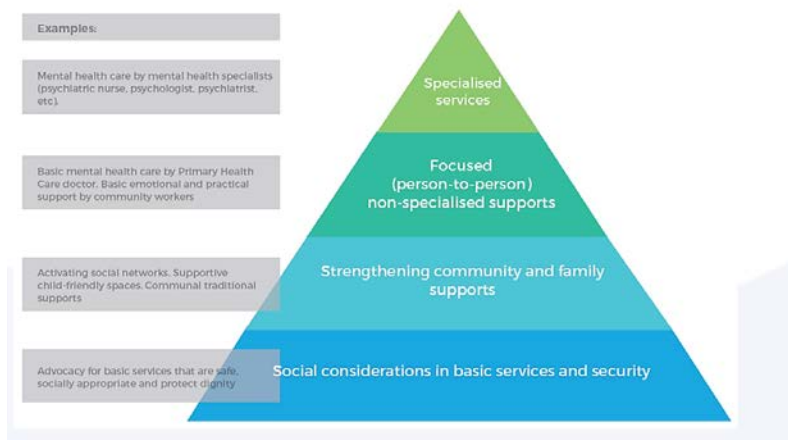 Examples:
Mental health care by mental health specialists
(psychiatric nurse, psychologist, psychiatrist,
etc).
Specialised
services
Basic mental health care by Primary Health
Care doctor. Basic emotional and practical
support by community workers
Focused
(person-to-person)
non-specialised supports
Activating social networks. Supportive
child-friendly spaces. Communal traditional
supports
Strengthening community and family
supports
Advocacy for basic services that are safe,
socially appropriate and protect dignity
Social considerations in basic services and security